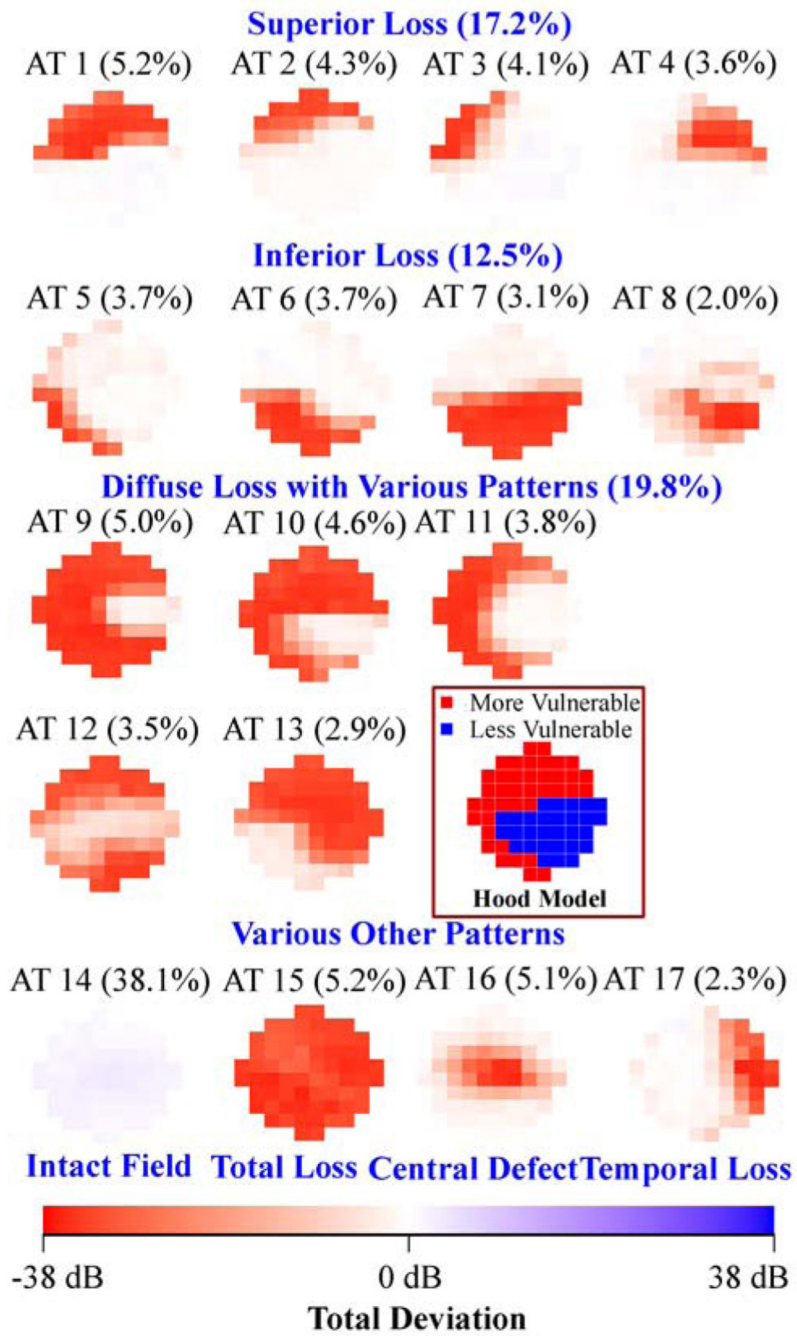 Superior Loss (17.2%)
AT 1 (5.2%) AT 2 (4.3%) AT 3 (4.1%) AT 4 (3.6%)
Inferior Loss (12.5%)
AT 5 (3.7%) AT 6 (3.7%) AT 7 (3.1%) AT 8 (2.0%)
Diffuse Loss with Various Patterns (19.8%)
AT 9 (5.0%) AT 10 (4.6%) AT 11 (3.8%)
AT 12 (3.5%) AT 13 (2.9%)
More Vulnerable
Less Vulnerable
Hood Model
Various Other Patterns
AT 14 (38.1%) AT 15 (5.2%) AT 16 (5.1%) AT 17 (2.3%)
Intact Field Total Loss Central Defect Temporal Loss
-38 dB 0 dB 38 dB
Total Deviation